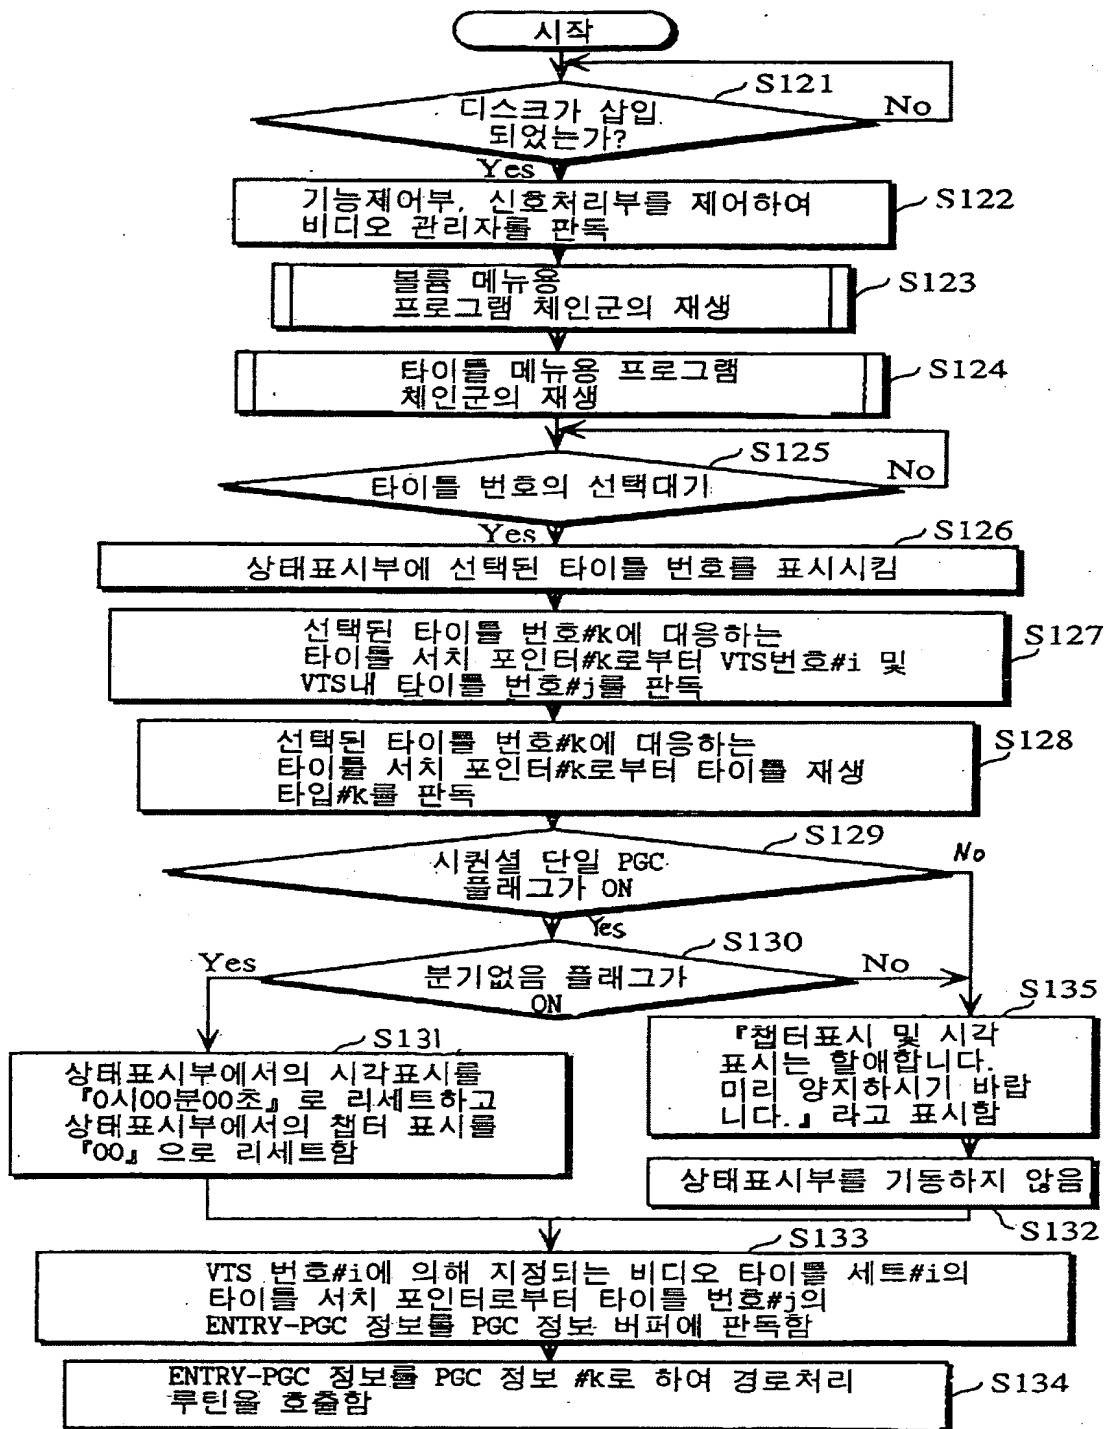 시작
S121
디스크가 삽입
되었는가?
No
Yes
기능제어부, 신호처리부를 제어하여
비디오 관리자를 판독
S122
볼륨 메뉴용
프로그램 체인군의 재생
S123
타이틀 메뉴용 프로그램
체인군의 재생
S124
S125
타이틀 번호의 선택대기
No
Yes
S126
상태표시부에 선택된 타이틀 번호를 표시시킴
선택된 타이틀 번호#k에 대응하는
타이틀 서치 포인터#k로부터 VTS번호#i 및
VTS내 타이틀 번호#j를 판독
S127
선택된 타이틀 번호#k에 대응하는
타이틀 서치 포인터#k로부터 타이틀 재생
타입#k를 판독
S128
S129
시퀀셜 단일 PGC
플래그가 ON
No
Yes
S130
분기없음 플래그가
ON
Yes
No
S131
상태표시부에서의 시각표시를
『0시00분00초』로 리세트하고
상태표시부에서의 챕터 표시를
『00』으로 리세트함
S135
『챕터표시 및 시각
표시는 할애합니다.
미리 양지하시기 바랍
니다.』라고 표시함
상태표시부를 기동하지 않음
S132
S133
VTS 번호#i에 의해 지정되는 비디오 타이틀 세트#i의
타이틀 서치 포인터로부터 타이틀 번호#j의
ENTRY-PGC 정보를 PGC 정보 버퍼에 판독함
ENTRY-PGC 정보를 PGC 정보 #k로 하여 경로처리
루틴을 호출함
S134